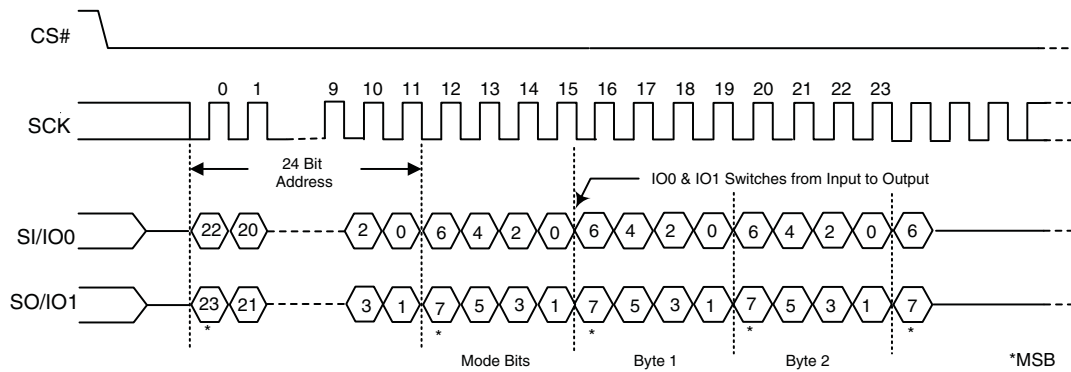 CS#
0 1 9 10 11 12 13 14 15 16 17 18 19 20 21 22 23
SCK
24 Bit
Address
IO0 & IO1 Switches from Input to Output
SI/IO0 22 20 2 0 6 4 2 0 6 4 2 0 6 4 2 0 6
SO/IO1 23 21 3 1 7 5 3 1 7 5 3 1 7 5 3 1 7
* * * * *
Mode Bits Byte 1 Byte 2 *MSB